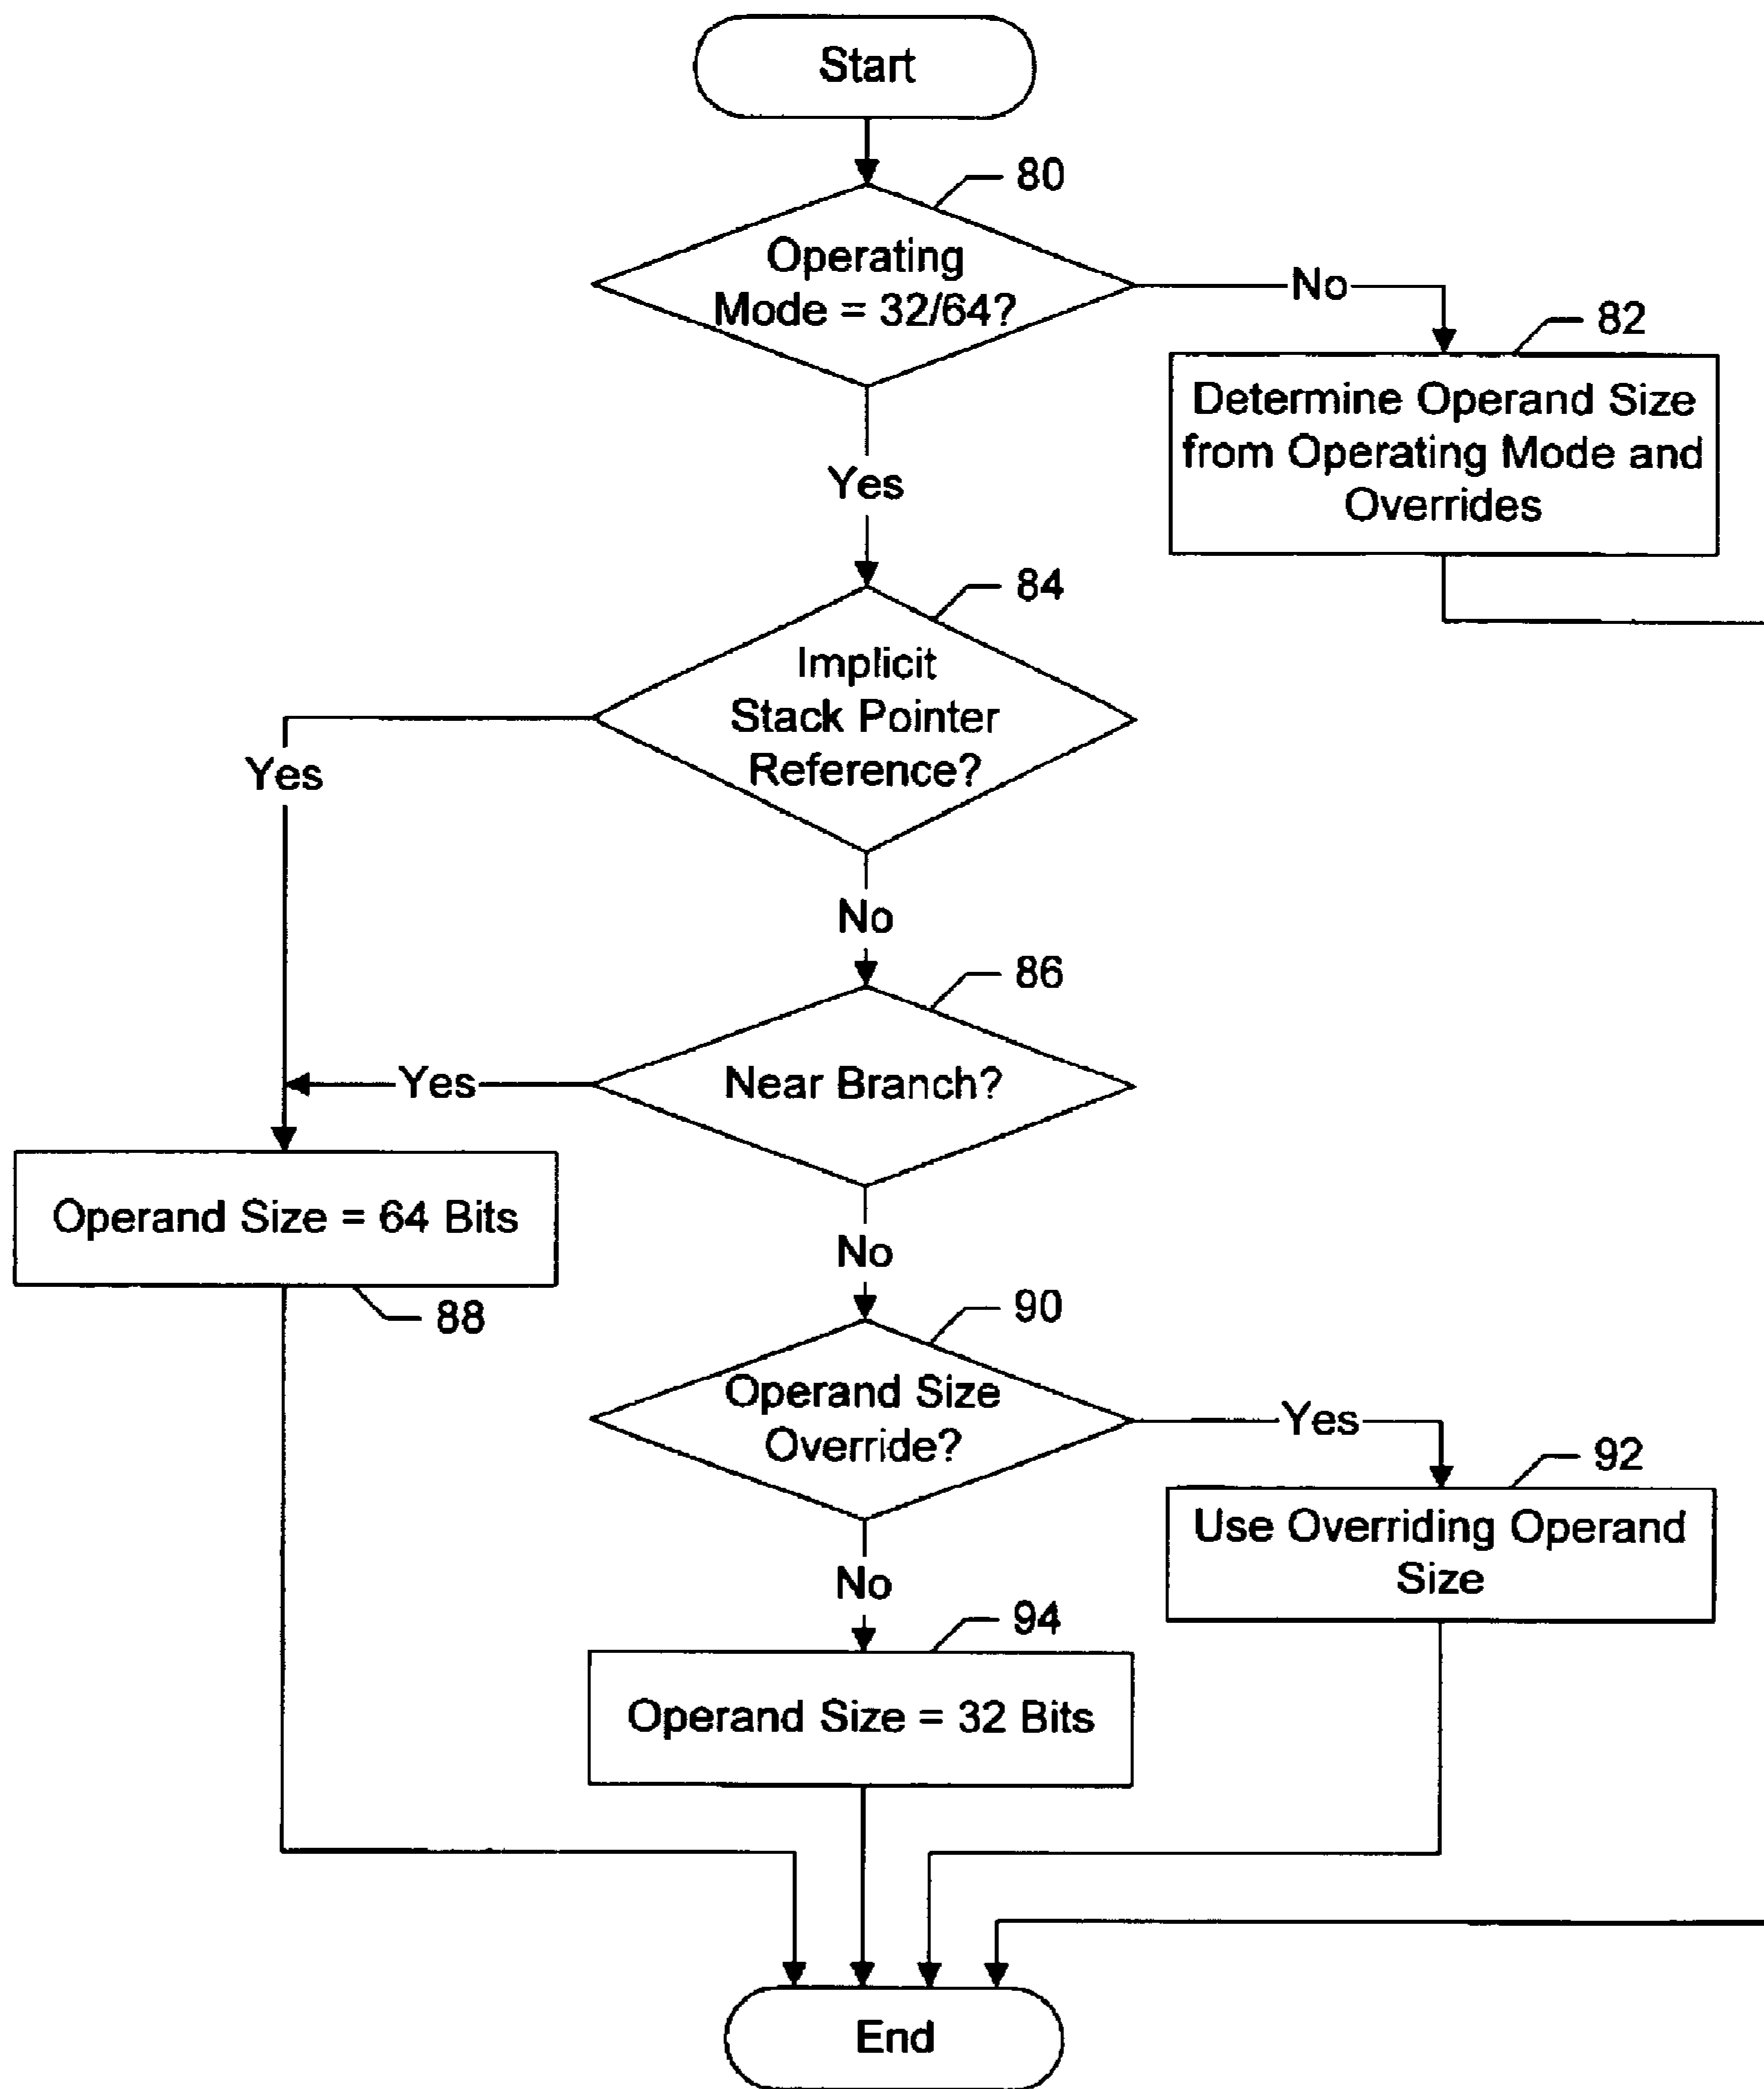 Start
80
Operating
Mode = 32/64?
No
82
Determine Operand Size
from Operating Mode and
Overrides
Yes
84
Implicit
Stack Pointer
Reference?
Yes
No
86
Near Branch?
Yes
Operand Size = 64 Bits
88
No
90
Operand Size
Override?
Yes
92
Use Overriding Operand
Size
No
94
Operand Size = 32 Bits
End